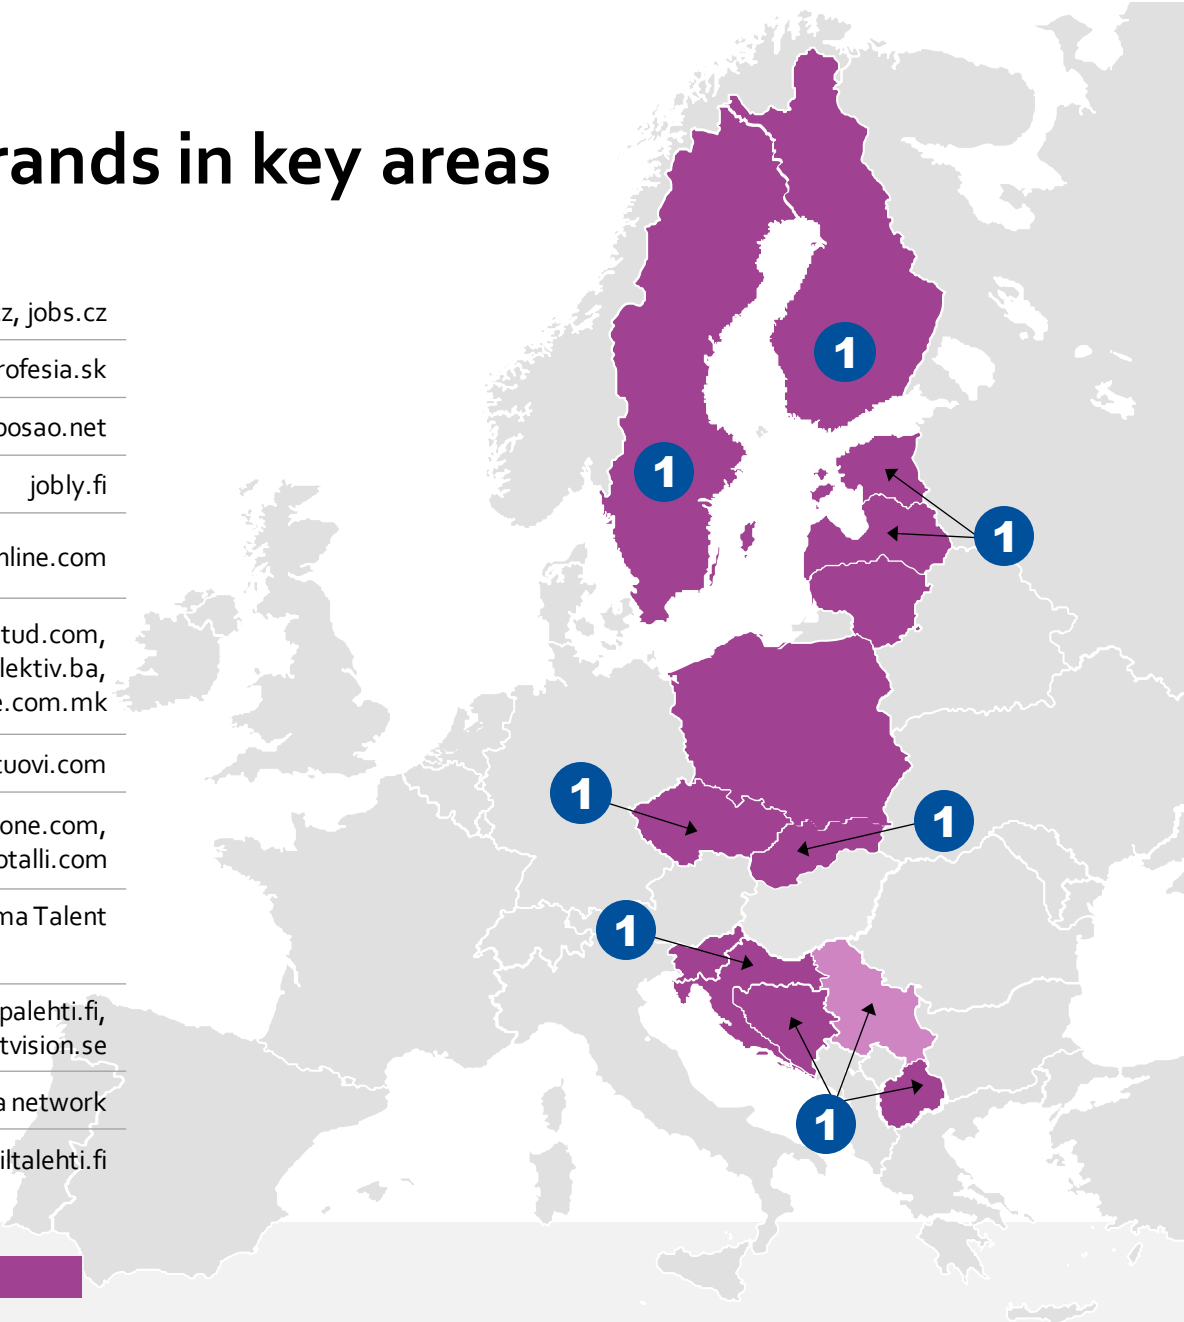 rands in key areas
z, jobs.cz
rofesia.sk
posao.net
jobly.fi
nline.com
tud.com,
lektiv.ba,
e.com.mk
tuovi.com
one.com,
otalli.com
ma Talent
palehti.fi,
tvision.se
a network
iltalehti.fi
1
1
1
1
1
1
1